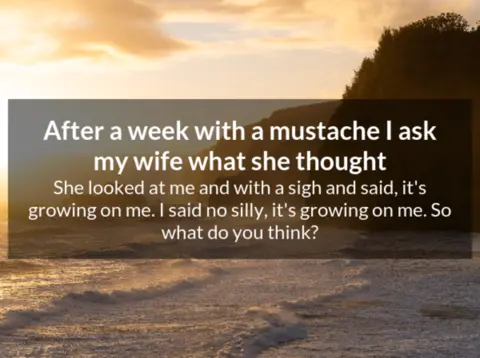 After a week with a mustache I ask
my wife what she thought
She looked at me and with a sigh and said, it's
growing on me. I said no silly, it's growing on me. So
what do you think?